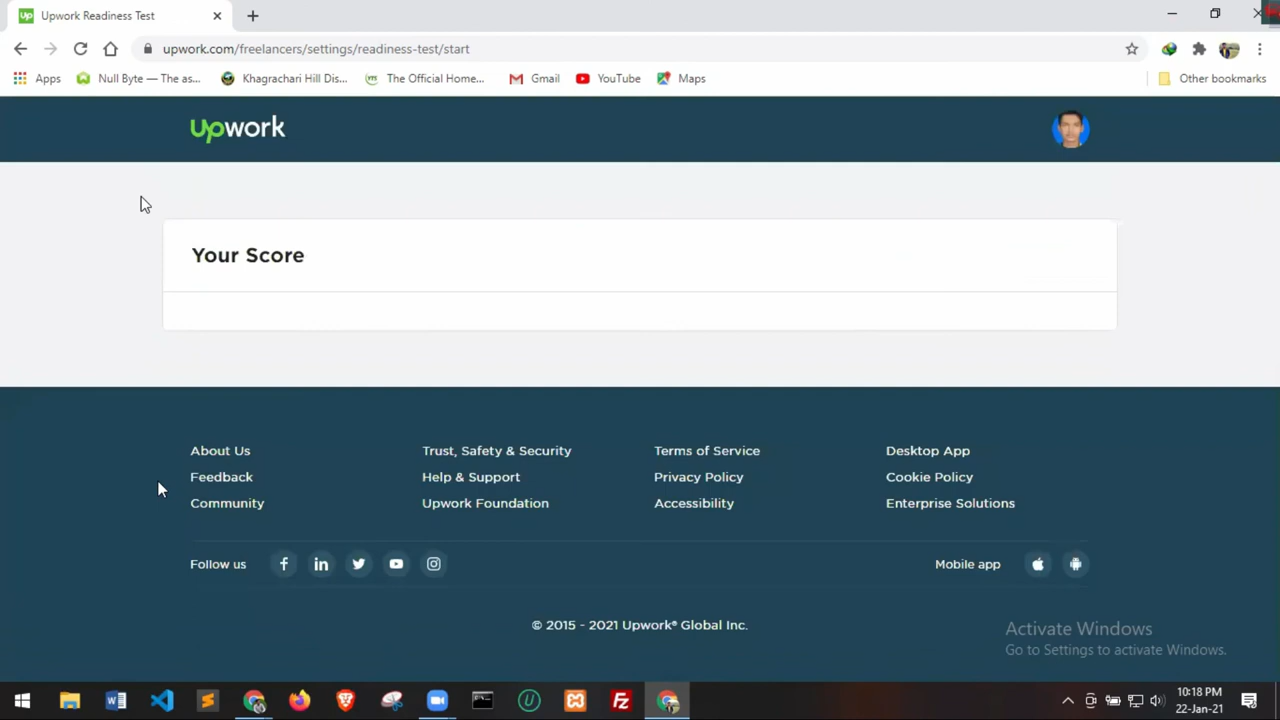 Upwork Readiness Test
upwork.com/freelancers/settings/readiness-test/start
Apps
Null Byte — The as...
Khagrachari Hill Dis...
The Official Home...
Gmail
YouTube
Maps
Other bookmarks
upwork
Your Score
About Us
Trust, Safety & Security
Terms of Service
Desktop App
Feedback
Help & Support
Privacy Policy
Cookie Policy
Community
Upwork Foundation
Accessibility
Enterprise Solutions
Follow us
Mobile app
© 2015 - 2021 Upwork® Global Inc.
Activate Windows
Go to Settings to activate Windows.
10:18 PM
22-Jan-21